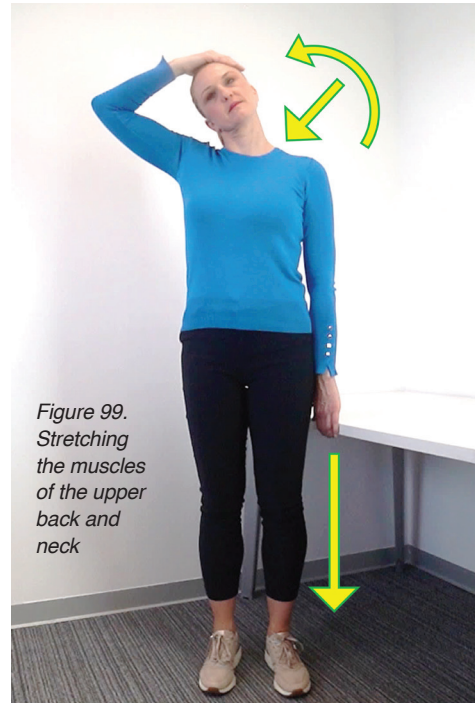 Figure 99.
Stretching
the muscles
of the upper
back and
neck